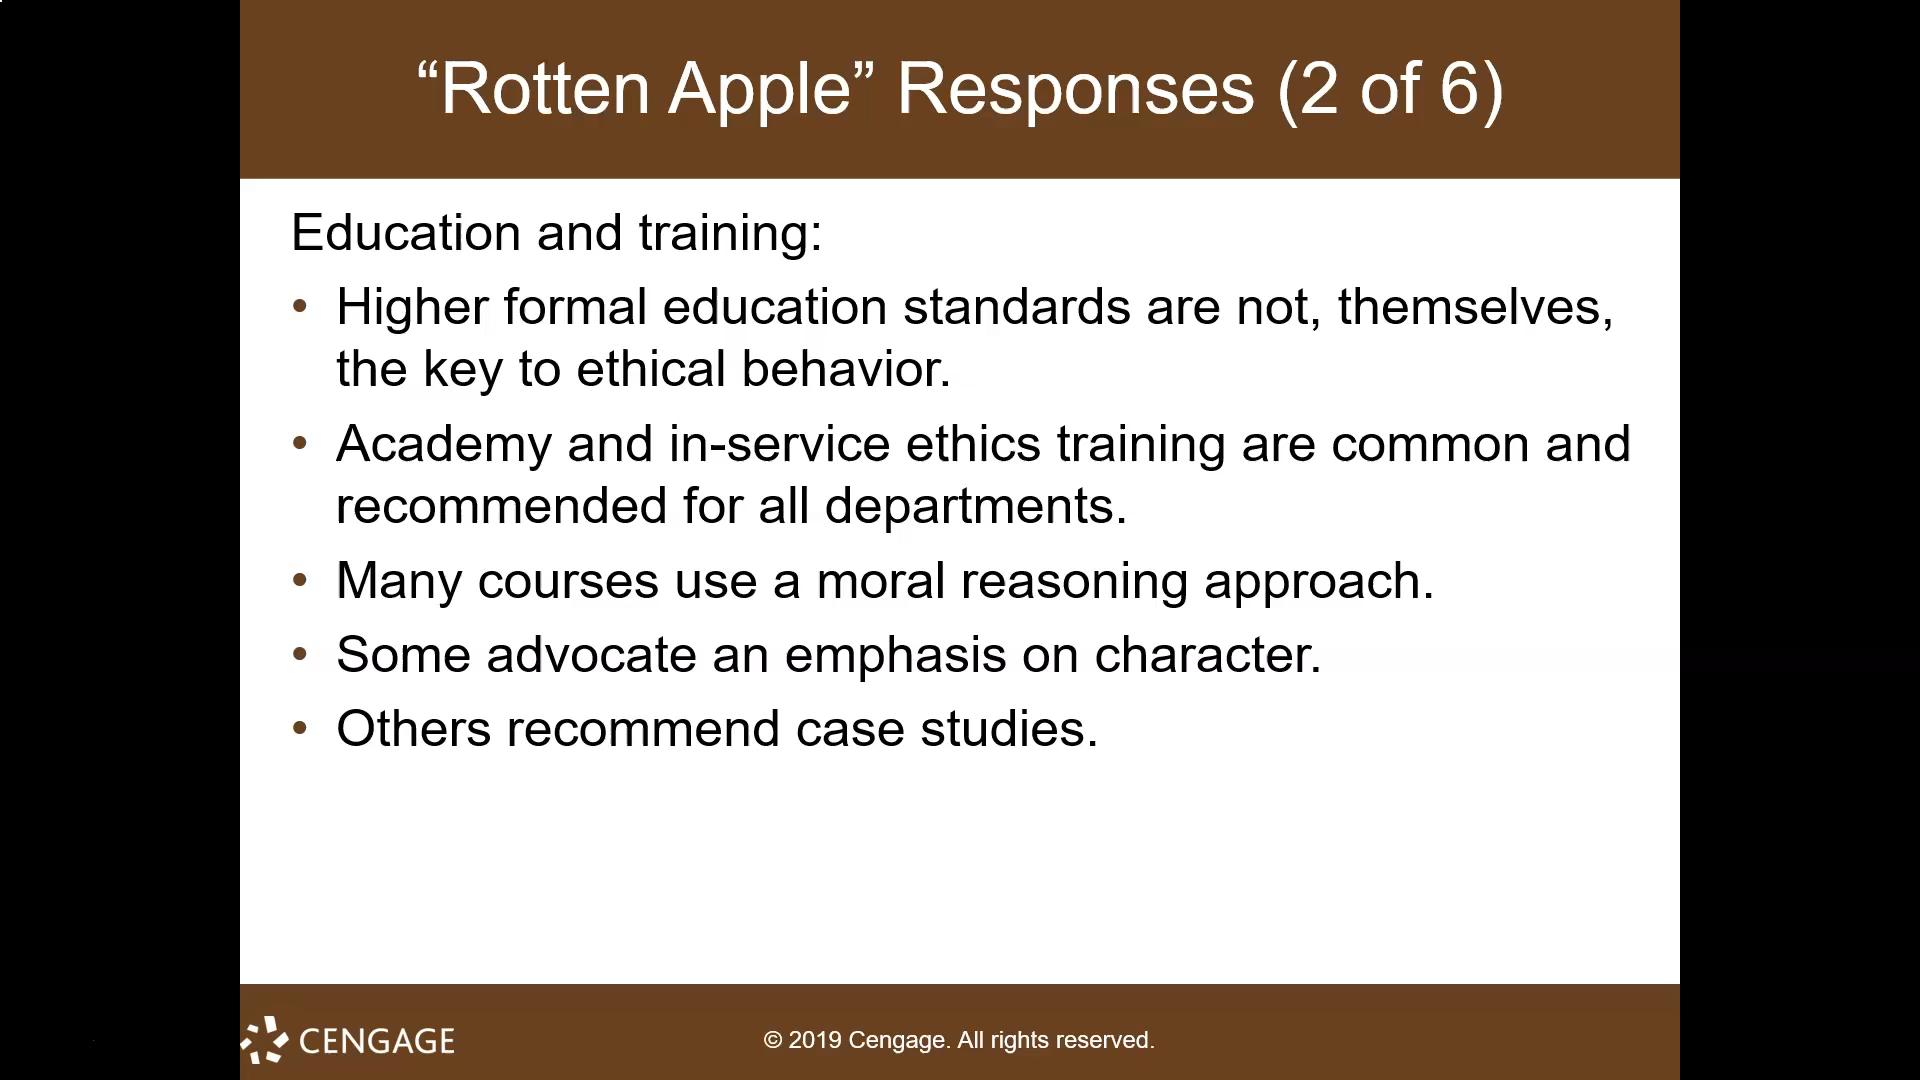 “Rotten Apple” Responses (2 of 6)
Education and training:
• Higher formal education standards are not, themselves,
the key to ethical behavior.
• Academy and in-service ethics training are common and
recommended for all departments.
• Many courses use a moral reasoning approach.
• Some advocate an emphasis on character.
• Others recommend case studies.
CENGAGE
© 2019 Cengage. All rights reserved.